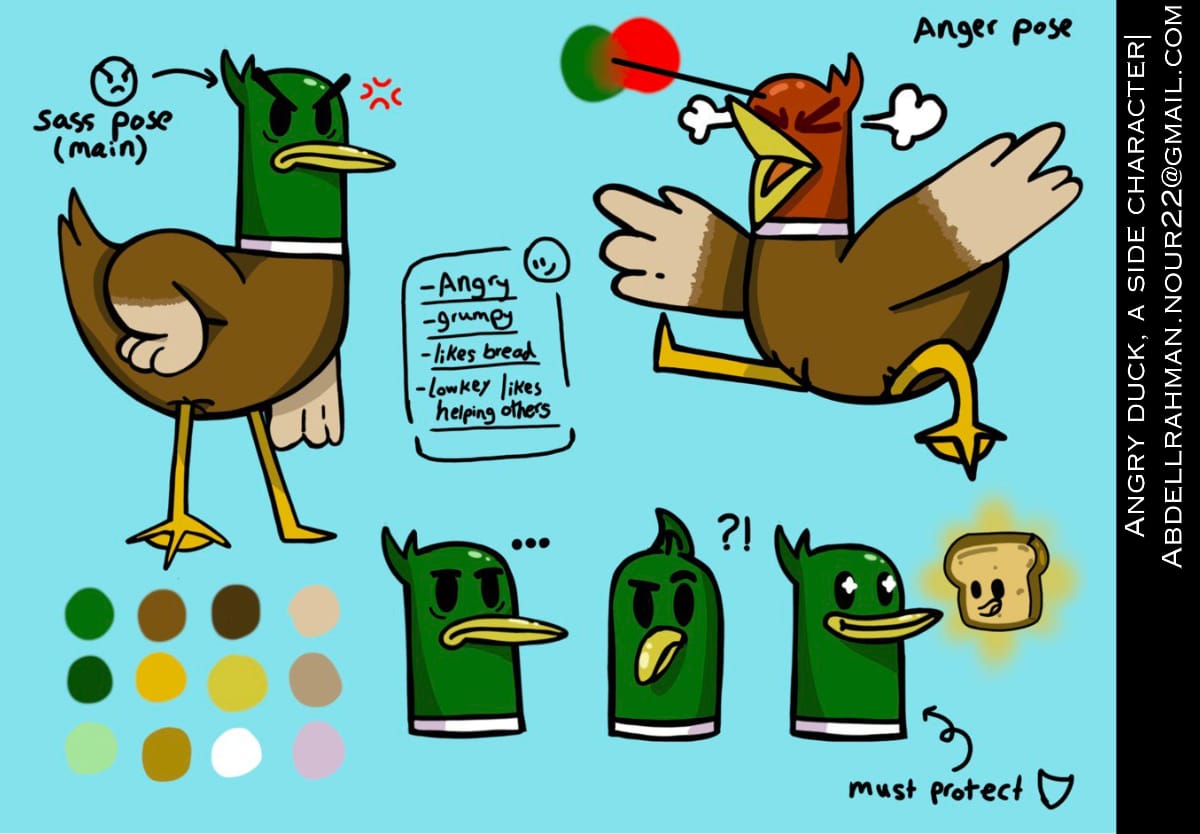 sass pose
(main)
Anger pose
-Angry
-grumpy
-likes bread
-lowkey likes
helping others
...
?!
must protect
Angry duck, a side character|
Abdellrahman.nour22@gmail.com